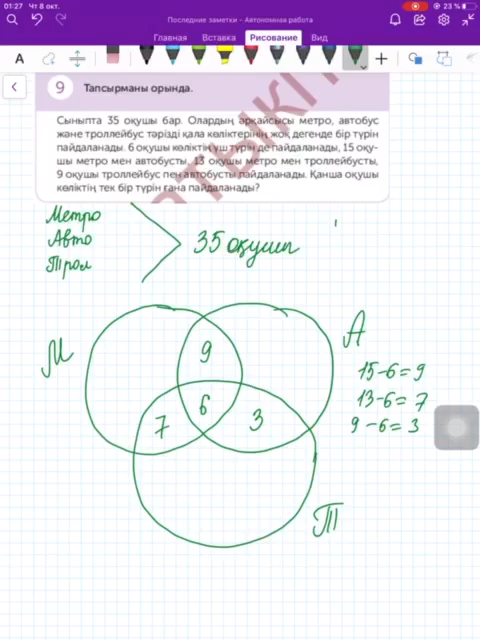 01:27 Чт 8 окт. 23 %
Последние заметки – Автономная работа
Главная Вставка Рисование Вид
A
9 Тапсырманы орында.
Сыныпта 35 оқушы бар. Олардың әрқайсысы метро, автобус
және троллейбус тәрізді қала көліктерінің жоқ дегенде бір түрін
пайдаланады. 6 оқушы көліктің үш түрін де пайдаланады, 15 оқу-
шы метро мен автобусты, 13 оқушы метро мен троллейбусты,
9 оқушы троллейбус пен автобусты пайдаланады. Қанша оқушы
көліктің тек бір түрін ғана пайдаланады?
Метро
Авто
Трол
35 оқушы
М
А
9
15-6=9
13-6=7
9-6=3
6
7
3
Т